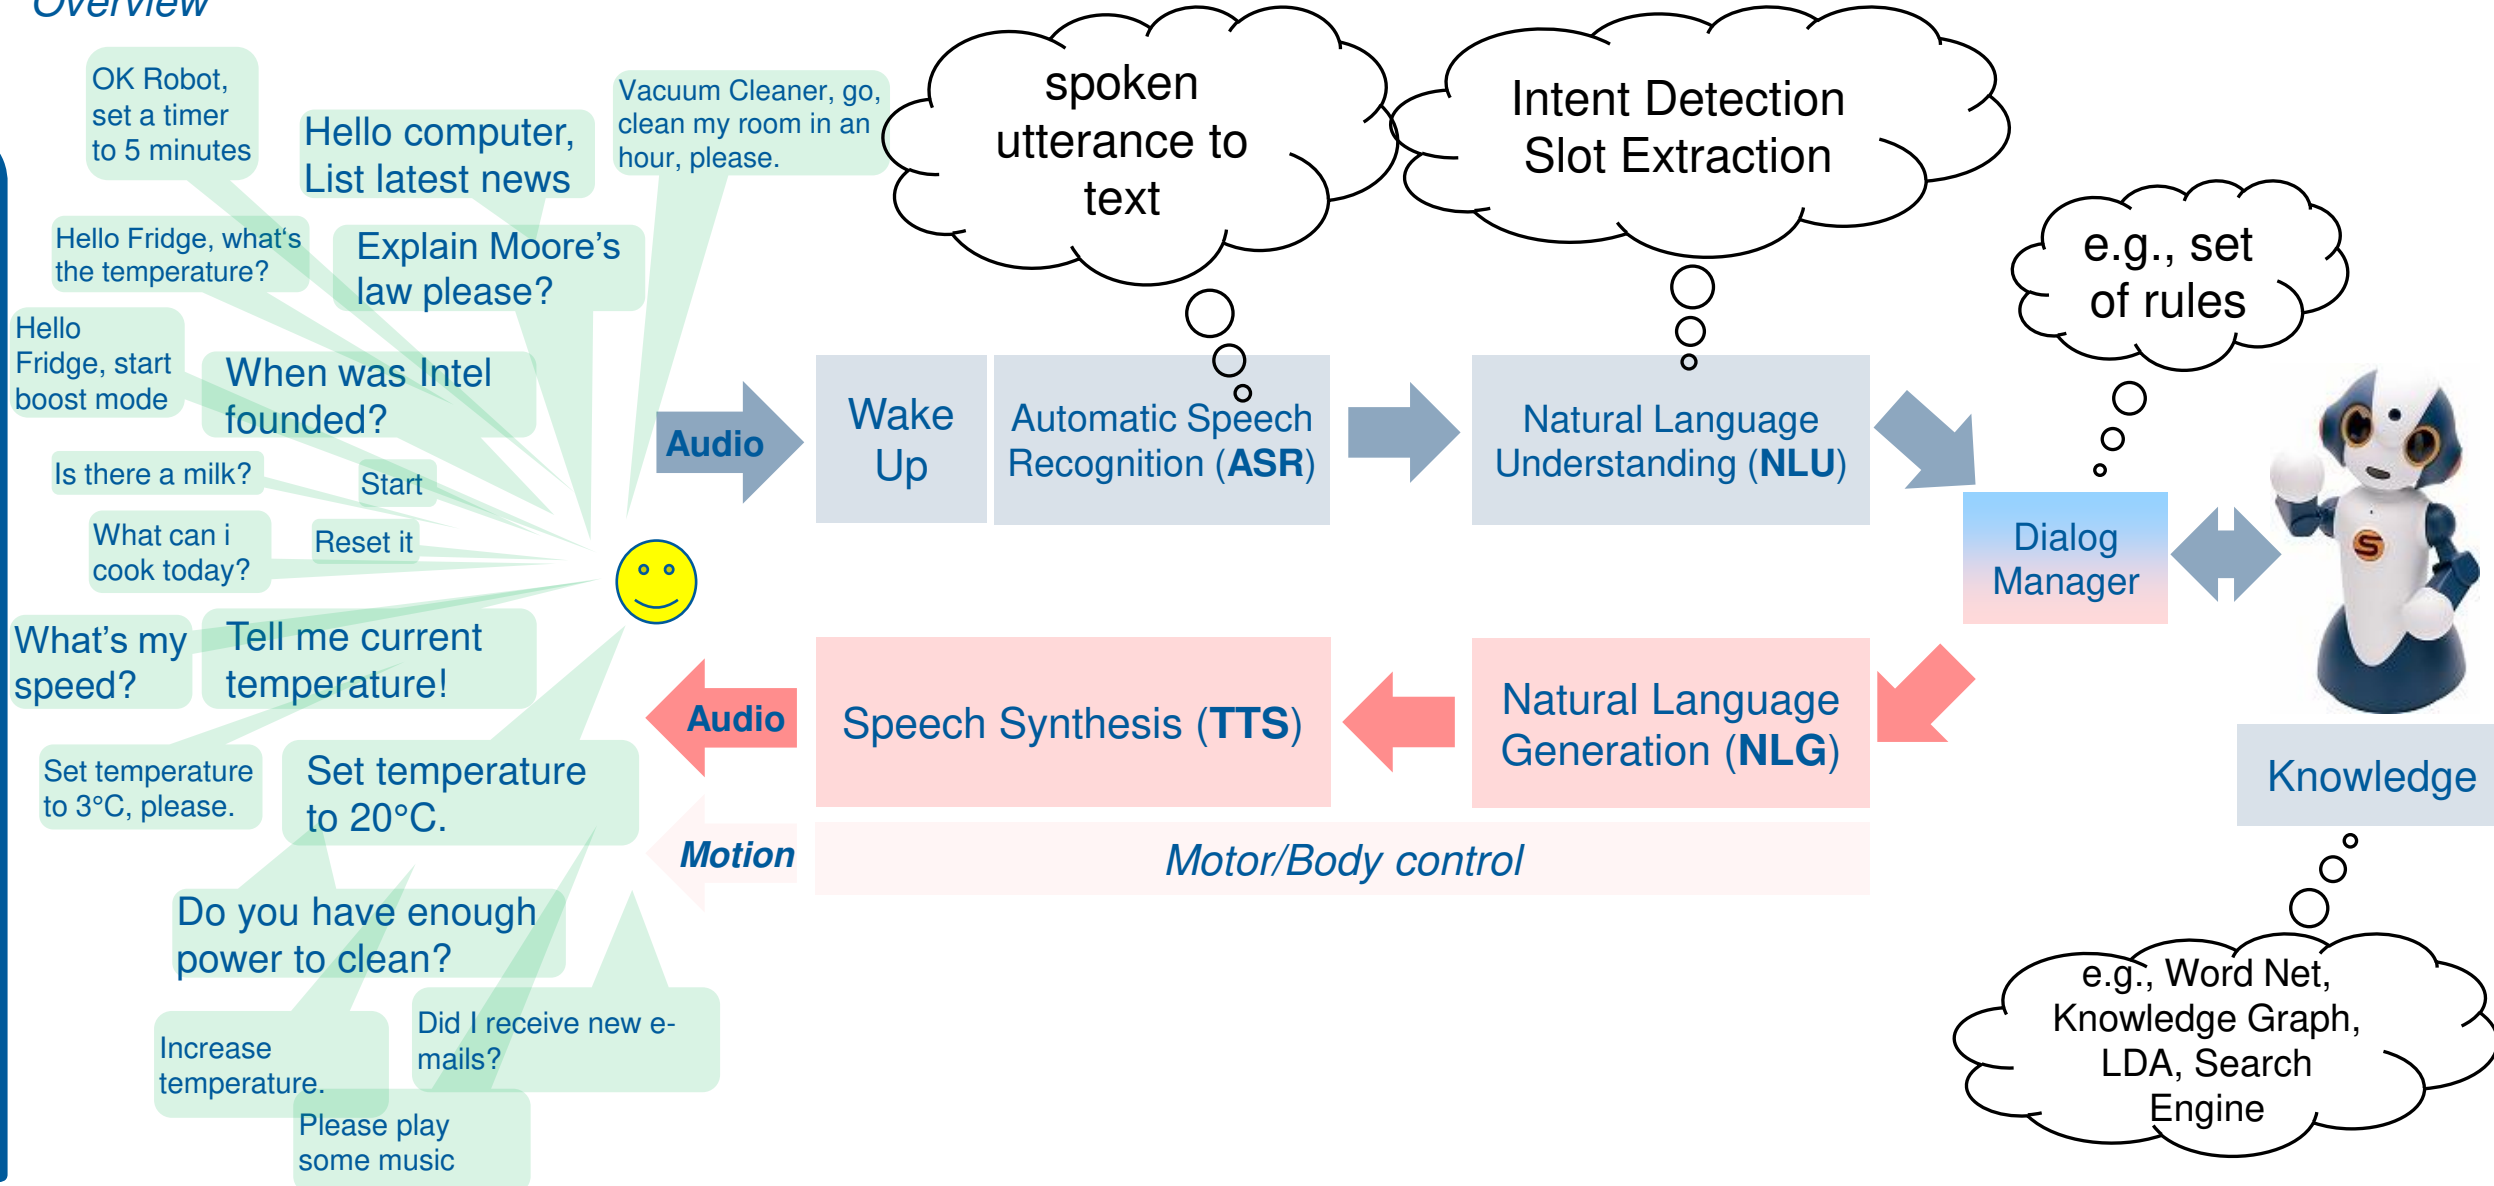 Overview
OK Robot,
set a timer
to 5 minutes
Hello computer,
List latest news
Vacuum Cleaner, go,
clean my room in an
hour, please.
Hello Fridge, what‘s
the temperature?
Explain Moore’s
law please?
Hello
Fridge, start
boost mode
When was Intel
founded?
Is there a milk?
Start
What can i
cook today?
Reset it
What’s my
speed?
Tell me current
temperature!
Set temperature
to 3°C, please.
Set temperature
to 20°C.
Do you have enough
power to clean?
Increase
temperature.
Did I receive new e-
mails?
Please play
some music
spoken
utterance to
text
Intent Detection
Slot Extraction
e.g., set
of rules
Audio
Wake
Up
Automatic Speech
Recognition (ASR)
Natural Language
Understanding (NLU)
Dialog
Manager
S
Audio
Speech Synthesis (TTS)
Natural Language
Generation (NLG)
Knowledge
Motion
Motor/Body control
e.g., Word Net,
Knowledge Graph,
LDA, Search
Engine